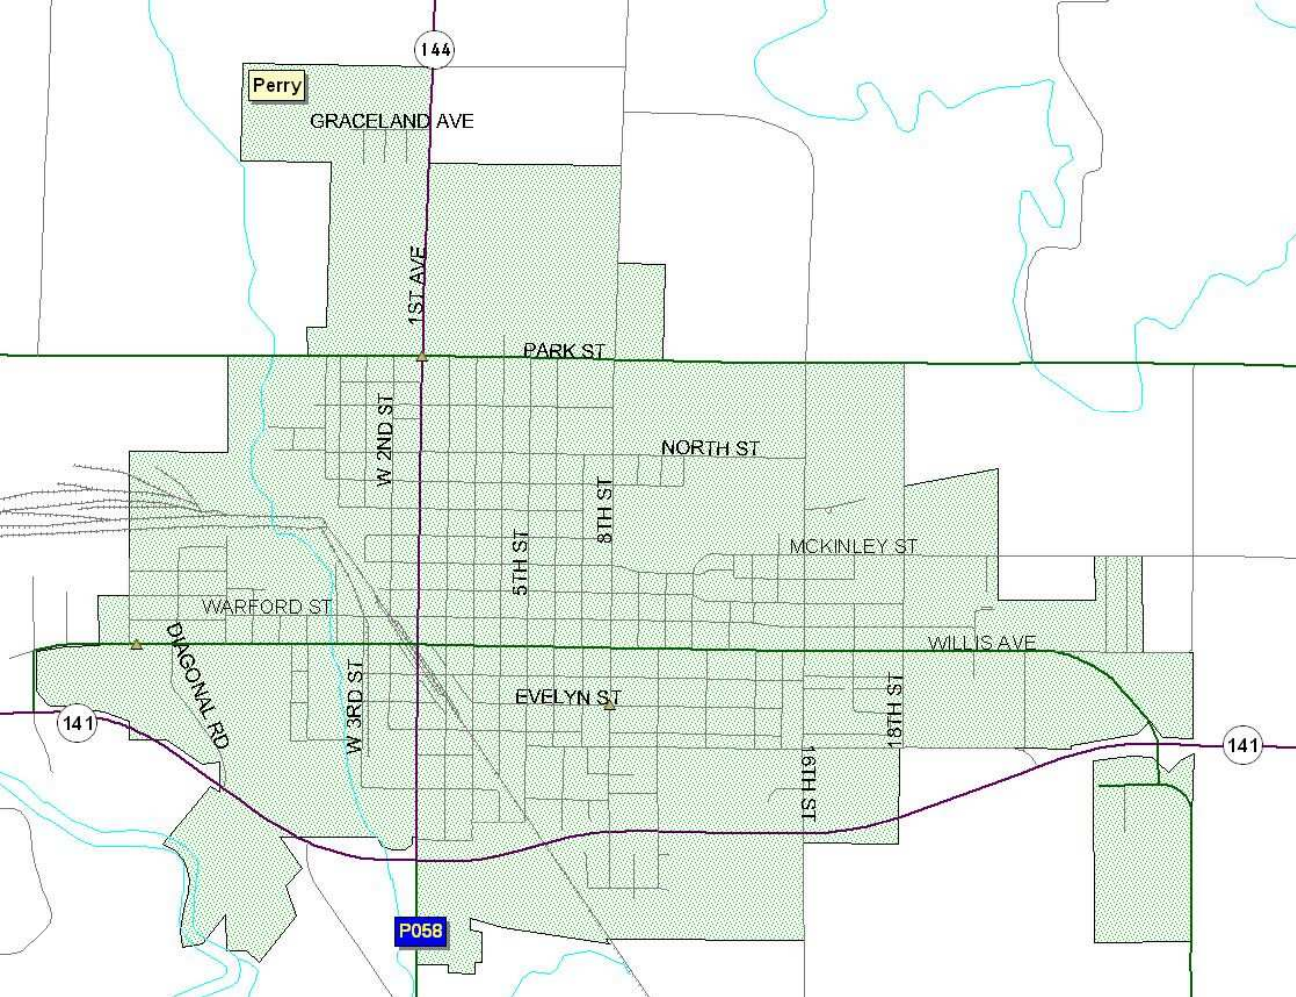 144
Perry
GRACELAND AVE
1ST AVE
PARK ST
W 2ND ST
NORTH ST
8TH ST
5TH ST
MCKINLEY ST
WARFORD ST
DIAGONAL RD
WILLIS AVE
W 3RD ST
EVELYN ST
18TH ST
141
141
16TH ST
P058